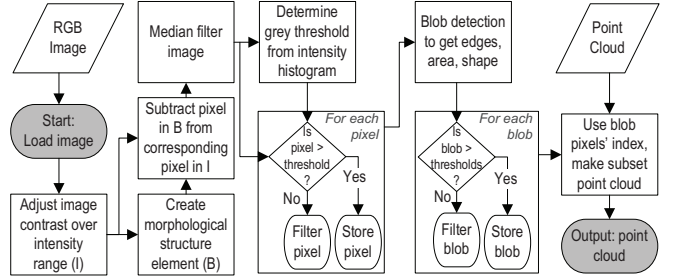 RGB
Image
Start:
Load image
Adjust image
contrast over
intensity
range (I)
Median filter
image
Subtract pixel
in B from
corresponding
pixel in I
Create
morphological
structure
element (B)
Determine
grey threshold
from intensity
histogram
For each
pixel
Is
pixel >
threshold
?
No
Yes
Filter
pixel
Store
pixel
Blob detection
to get edges,
area, shape
For each
blob
Is
blob >
thresholds
?
No
Yes
Filter
blob
Store
blob
Point
Cloud
Use blob
pixels' index,
make subset
point cloud
Output: point
cloud